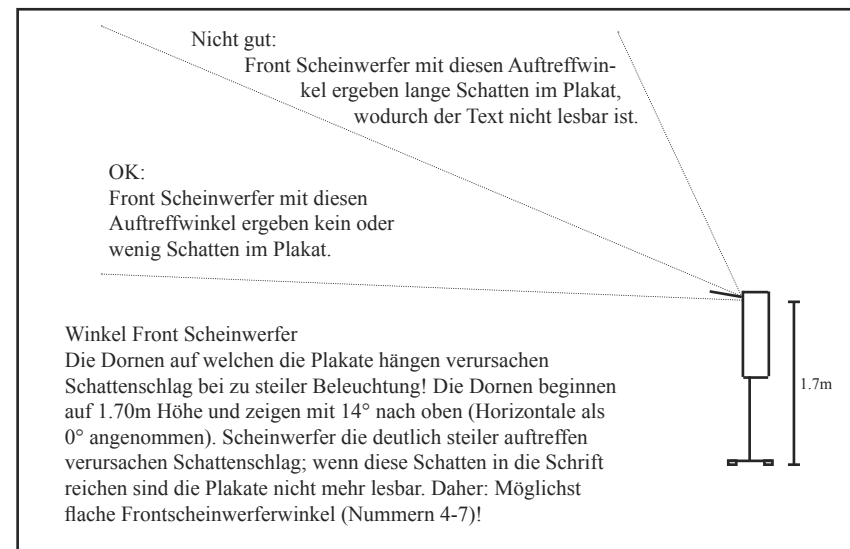 Nicht gut:
Front Scheinwerfer mit diesen Auftreffwin-
kel ergeben lange Schatten im Plakat,
wodurch der Text nicht lesbar ist.
OK:
Front Scheinwerfer mit diesen
Auftreffwinkel ergeben kein oder
wenig Schatten im Plakat.
Winkel Front Scheinwerfer
Die Dornen auf welchen die Plakate hängen verursachen
Schattenschlag bei zu steiler Beleuchtung! Die Dornen beginnen
auf 1.70m Höhe und zeigen mit 14° nach oben (Horizontale als
0° angenommen). Scheinwerfer die deutlich steiler auftreffen
verursachen Schattenschlag; wenn diese Schatten in die Schrift
reichen sind die Plakate nicht mehr lesbar. Daher: Möglichst
flache Frontscheinwerferwinkel (Nummern 4-7)!
1.7m